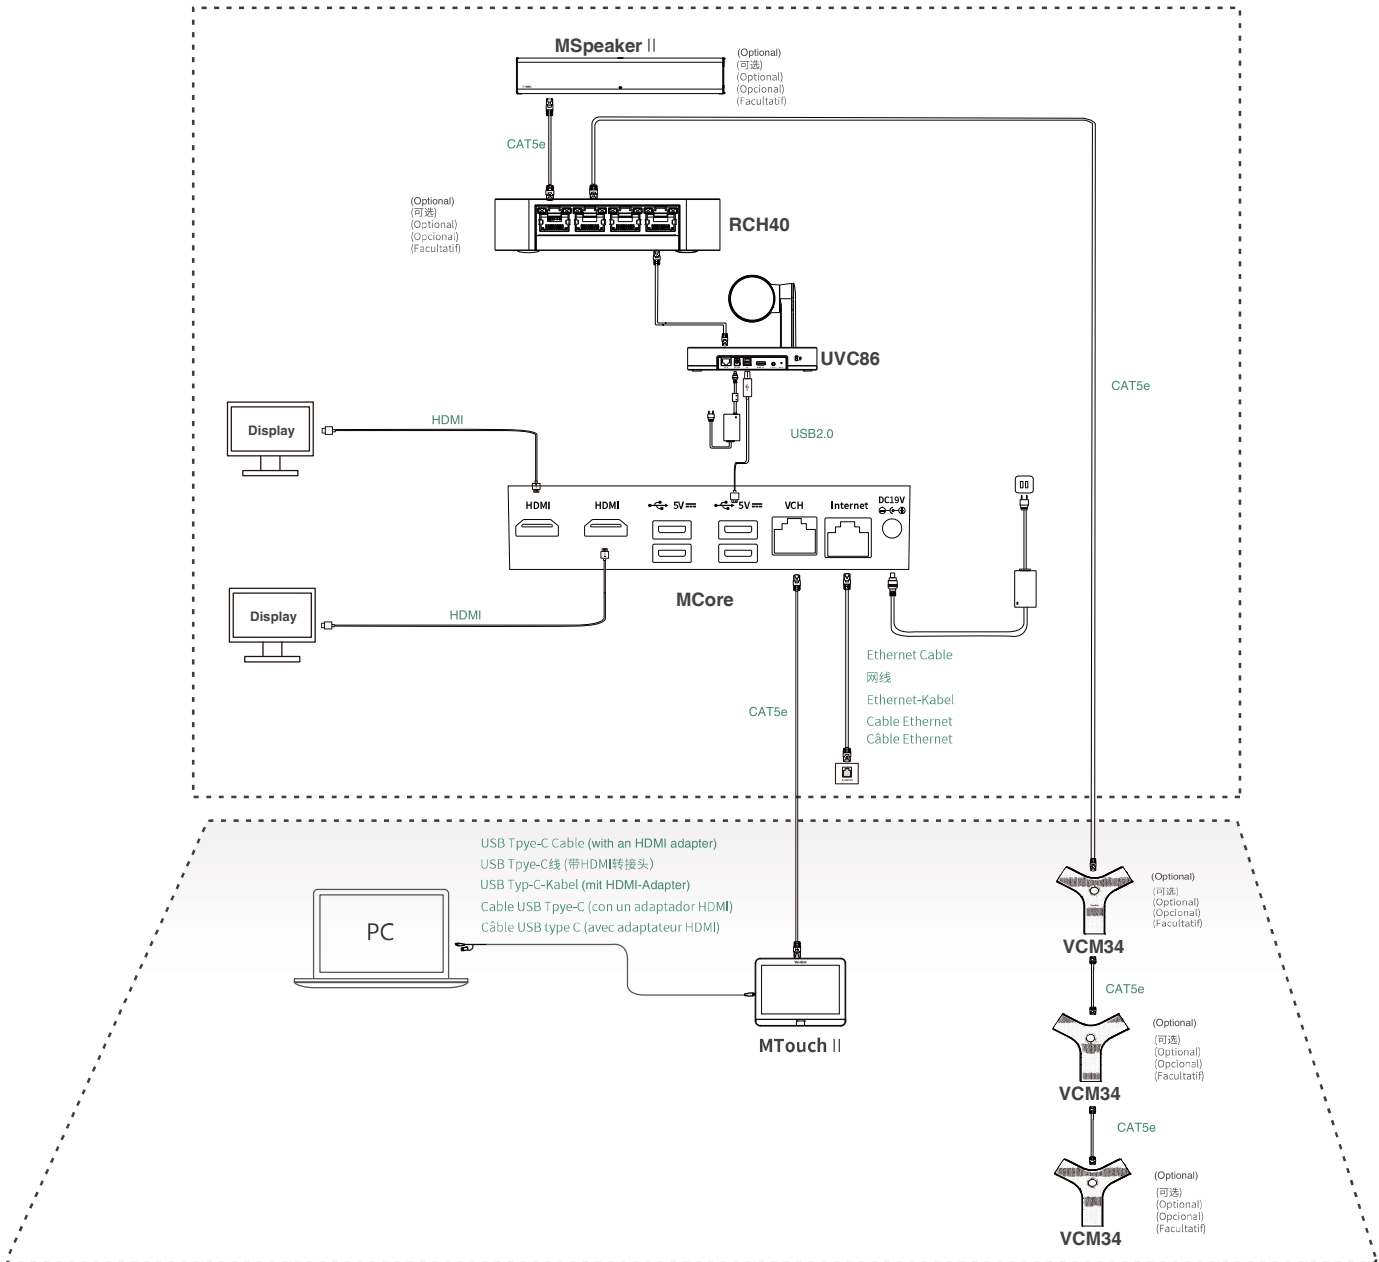 MSpeaker II
(Optional)
(可选)
(Optional)
(Opcional)
(Facultatif)
CAT5e
(Optional)
(可选)
(Optional)
(Opcional)
(Facultatif)
RCH40
UVC86
CAT5e
Display
HDMI
USB2.0
HDMI
HDMI
5V
5V
VCH
Internet
DC19V
MCore
Display
HDMI
Ethernet Cable
网线
Ethernet-Kabel
Cable Ethernet
Câble Ethernet
CAT5e
USB Tpye-C Cable (with an HDMI adapter)
USB Tpye-C线 (带HDMI转接头)
USB Typ-C-Kabel (mit HDMI-Adapter)
Cable USB Tpye-C (con un adaptador HDMI)
Câble USB type C (avec adaptateur HDMI)
PC
MTouch II
(Optional)
(可选)
(Optional)
(Opcional)
(Facultatif)
VCM34
CAT5e
(Optional)
(可选)
(Optional)
(Opcional)
(Facultatif)
VCM34
CAT5e
(Optional)
(可选)
(Optional)
(Opcional)
(Facultatif)
VCM34